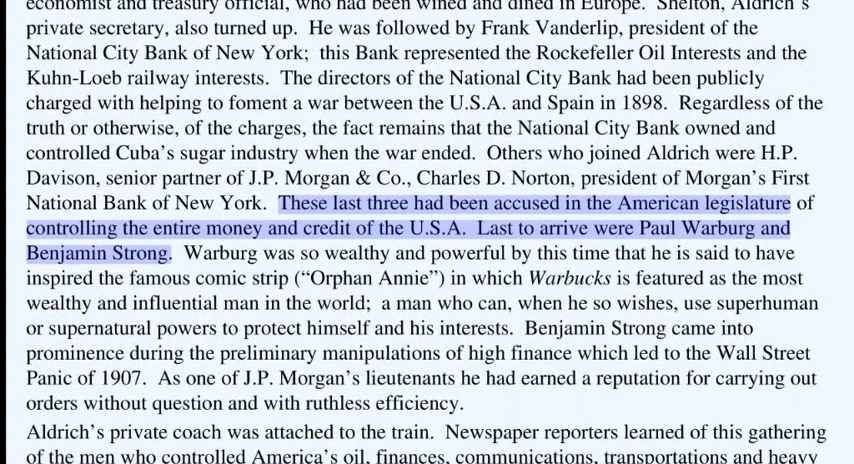 economist and treasury official, who had been wined and dined in Europe. Shelton, Aldrich's
private secretary, also turned up. He was followed by Frank Vanderlip, president of the
National City Bank of New York; this Bank represented the Rockefeller Oil Interests and the
Kuhn-Loeb railway interests. The directors of the National City Bank had been publicly
charged with helping to foment a war between the U.S.A. and Spain in 1898. Regardless of the
truth or otherwise, of the charges, the fact remains that the National City Bank owned and
controlled Cuba's sugar industry when the war ended. Others who joined Aldrich were H.P.
Davison, senior partner of J.P. Morgan & Co., Charles D. Norton, president of Morgan's First
National Bank of New York. These last three had been accused in the American legislature of
controlling the entire money and credit of the U.S.A. Last to arrive were Paul Warburg and
Benjamin Strong. Warburg was so wealthy and powerful by this time that he is said to have
inspired the famous comic strip (“Orphan Annie”) in which Warbucks is featured as the most
wealthy and influential man in the world; a man who can, when he so wishes, use superhuman
or supernatural powers to protect himself and his interests. Benjamin Strong came into
prominence during the preliminary manipulations of high finance which led to the Wall Street
Panic of 1907. As one of J.P. Morgan's lieutenants he had earned a reputation for carrying out
orders without question and with ruthless efficiency.
Aldrich's private coach was attached to the train. Newspaper reporters learned of this gathering
of the men who controlled America's oil, finances, communications, transportations and heavy